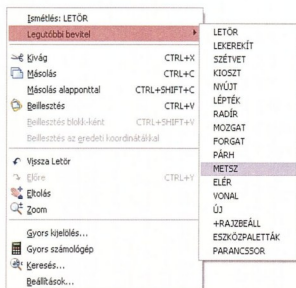 Ismétlés: LETÖR
Legutóbbi bevitel
Kivág CTRL+X
Másolás CTRL+C
Másolás alapponttal CTRL+SHIFT+C
Beillesztés CTRL+V
Beillesztés blokk-ként CTRL+SHIFT+V
Beillesztés az eredeti koordinátákkal
Vissza Letör
Előre CTRL+Y
Eltolás
Zoom
Gyors kijelölés...
Gyors számológép
Keresés...
Beállítások...
LETÖR
LEKEREKÍT
SZÉTVET
KIOSZT
NYÚJT
LÉPTÉK
RADÍR
MOZGAT
FORGAT
PÁRH
METSZ
ELÉR
VONAL
ÚJ
+RAJZBEÁLL
ESZKÖZPALETTÁK
PARANCSSOR